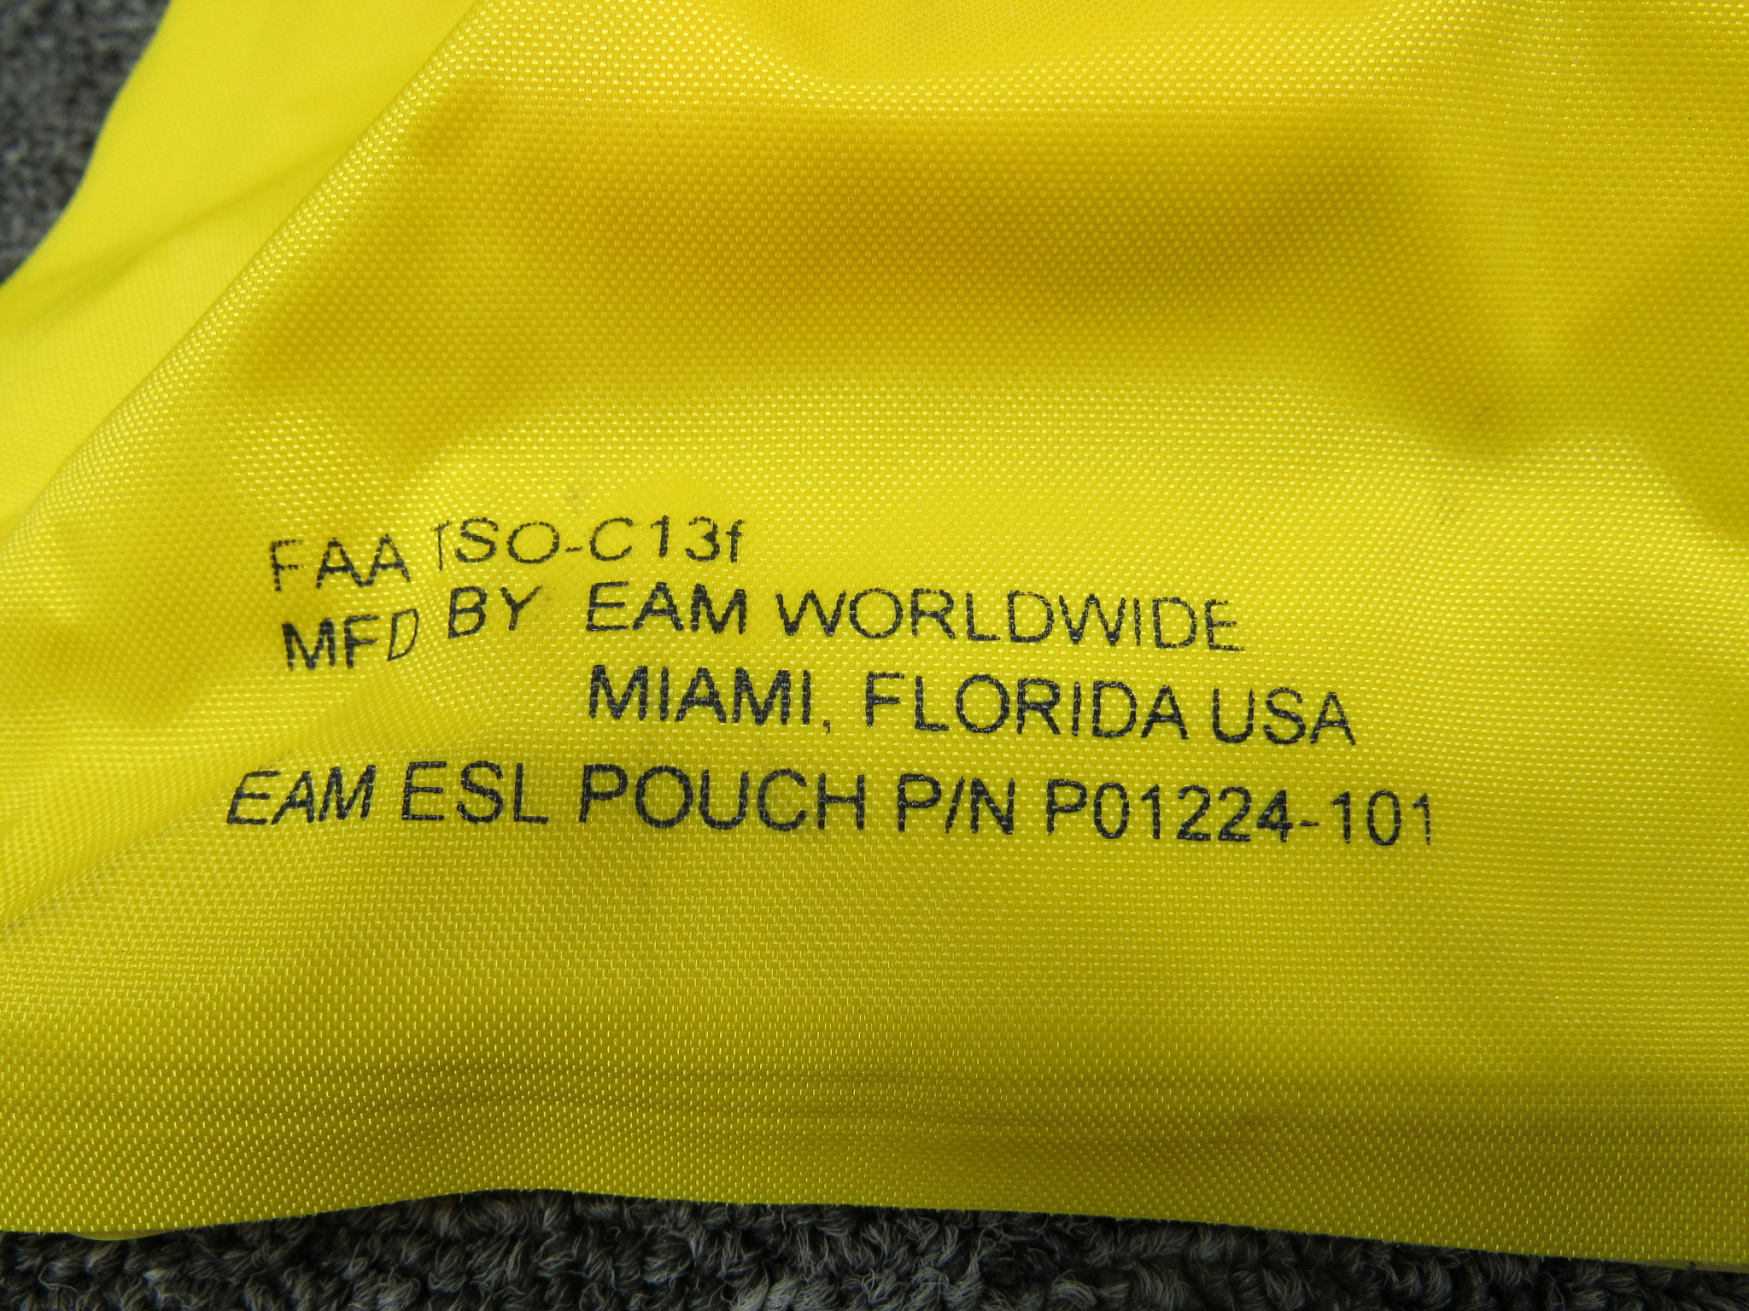 FAA TSO-C13f
MFD BY EAM WORLDWIDE
MIAMI, FLORIDA USA
EAM ESL POUCH P/N P01224-101